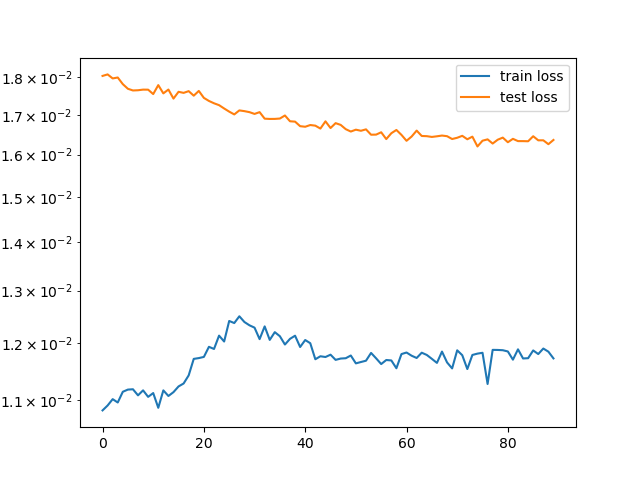 train loss
test loss
1.8 × 10⁻²
1.7 × 10⁻²
1.6 × 10⁻²
1.5 × 10⁻²
1.4 × 10⁻²
1.3 × 10⁻²
1.2 × 10⁻²
1.1 × 10⁻²
0 20 40 60 80